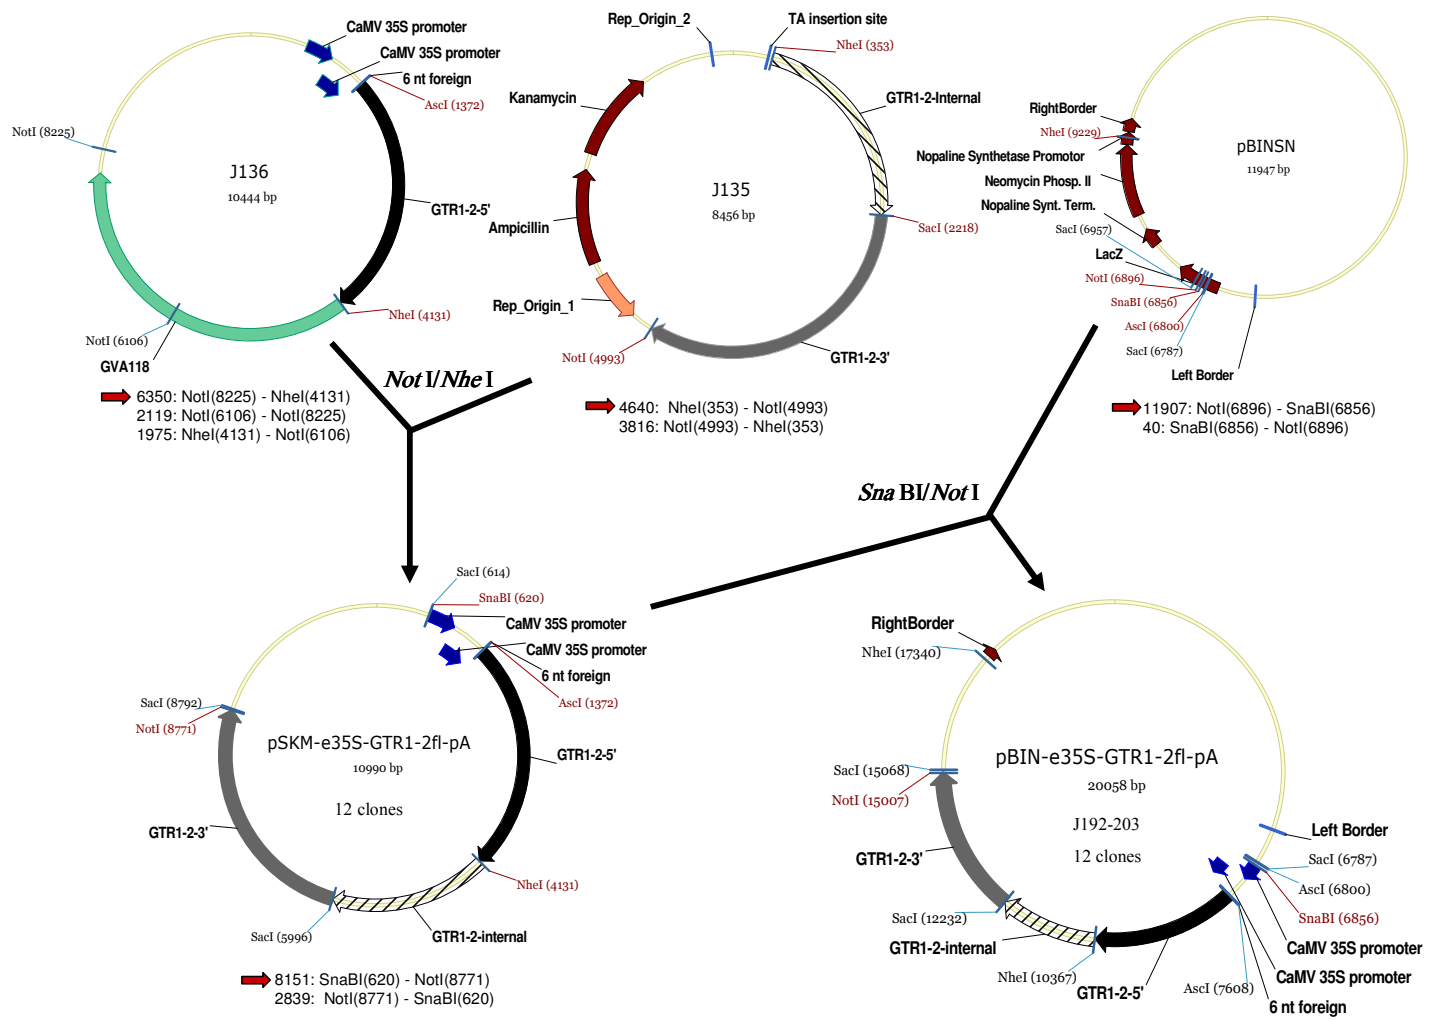 CaMV 35S promoter
CaMV 35S promoter
6 nt foreign
AscI (1372)
NotI (8225)
J136
10444 bp
GTR1-2-5'
NheI (4131)
NotI (6106)
GVA118
6350: NotI(8225) - NheI(4131)
2119: NotI(6106) - NotI(8225)
1975: NheI(4131) - NotI(6106)
Rep_Origin_2
TA insertion site
NheI (353)
Kanamycin
GTR1-2-Internal
J135
8456 bp
Ampicillin
SacI (2218)
Rep_Origin_1
NotI (4993)
GTR1-2-3'
4640: NheI(353) - NotI(4993)
3816: NotI(4993) - NheI(353)
RightBorder
NheI (9229)
Nopaline Synthetase Promotor
Neomycin Phosp. II
Nopaline Synt. Term.
SacI (6957)
LacZ
NotI (6896)
SnaBI (6856)
AscI (6800)
SacI (6787)
pBINSN
11947 bp
Left Border
11907: NotI(6896) - SnaBI(6856)
40: SnaBI(6856) - NotI(6896)
Not I/Nhe I
Sna BI/Not I
SacI (614)
SnaBI (620)
CaMV 35S promoter
CaMV 35S promoter
6 nt foreign
AscI (1372)
SacI (8792)
NotI (8771)
pSKM-e35S-GTR1-2fl-pA
10990 bp
12 clones
GTR1-2-5'
GTR1-2-3'
NheI (4131)
SacI (5996)
GTR1-2-internal
8151: SnaBI(620) - NotI(8771)
2839: NotI(8771) - SnaBI(620)
RightBorder
NheI (17340)
SacI (15068)
NotI (15007)
pBIN-e35S-GTR1-2fl-pA
20058 bp
J192-203
12 clones
Left Border
SacI (6787)
AscI (6800)
SnaBI (6856)
CaMV 35S promoter
CaMV 35S promoter
6 nt foreign
GTR1-2-3'
SacI (12232)
GTR1-2-internal
NheI (10367)
GTR1-2-5'
AscI (7608)